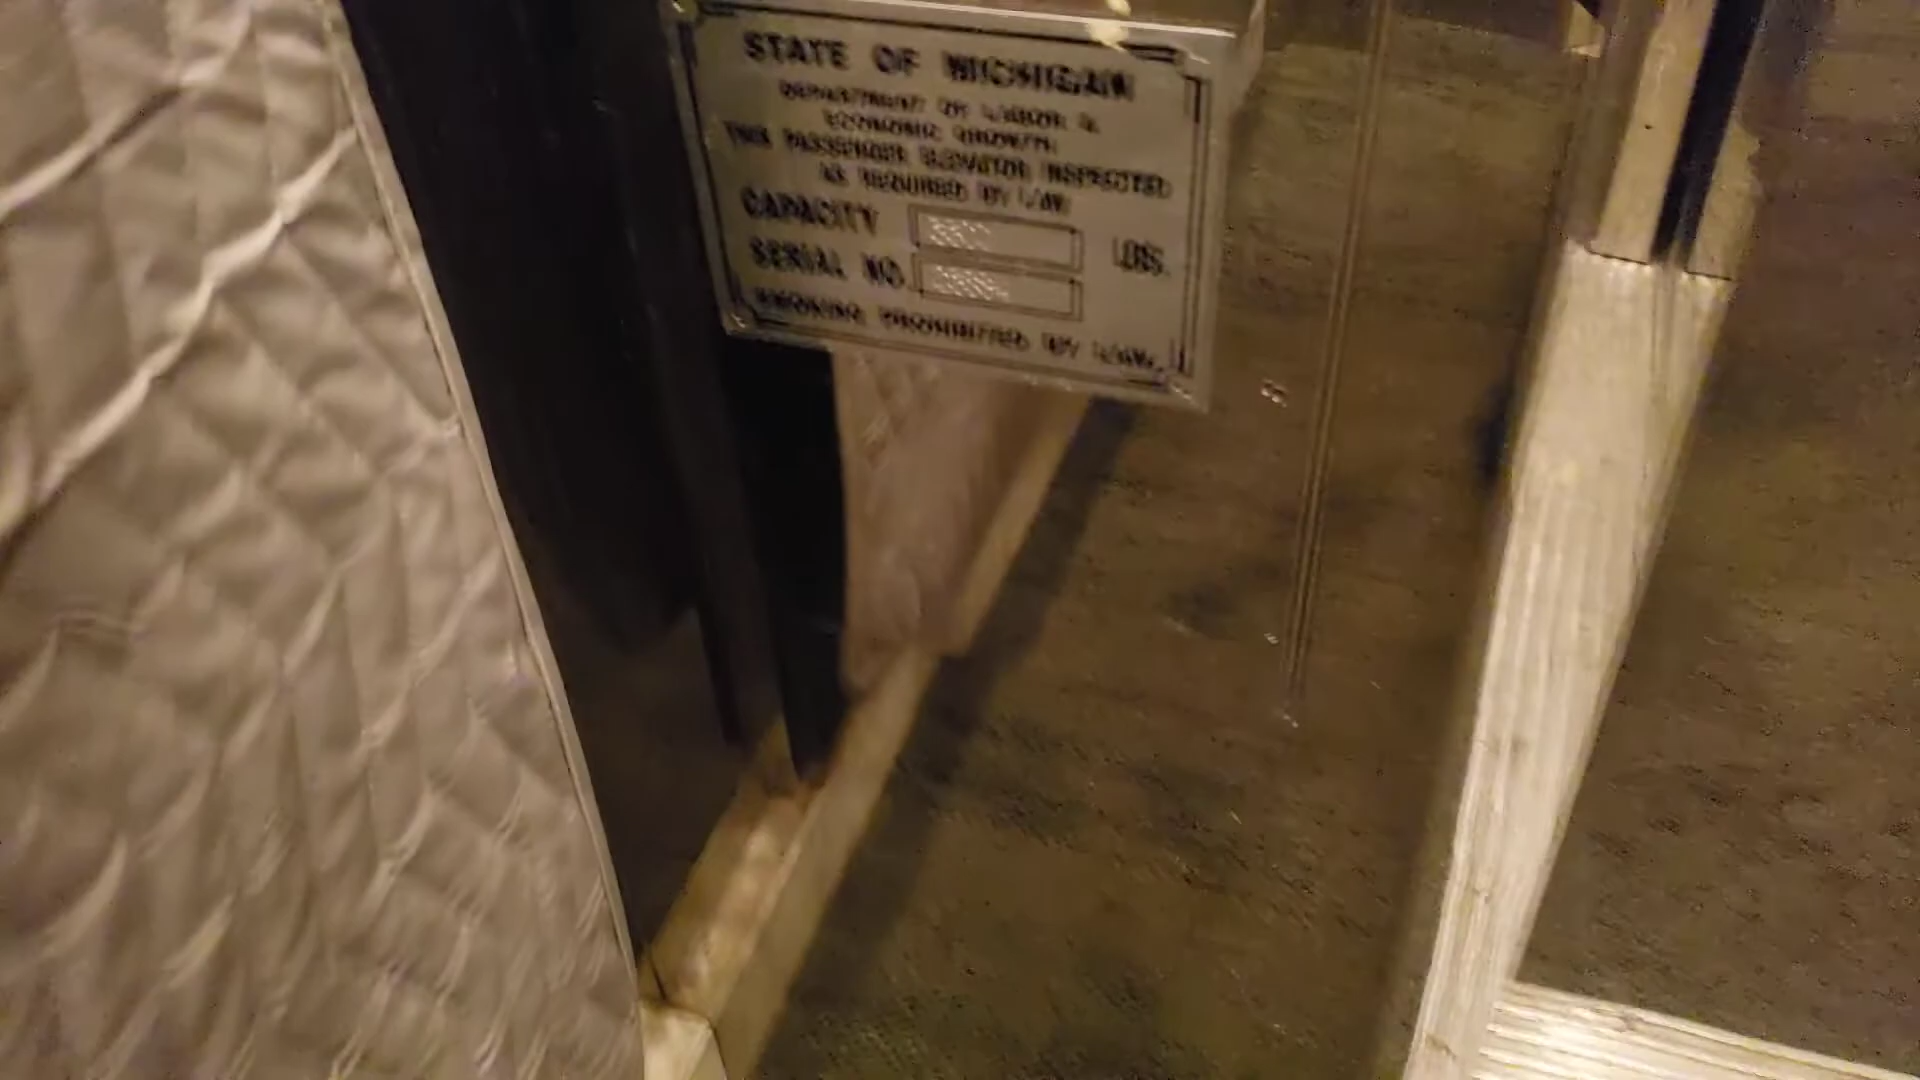 STATE OF MICHIGAN
DEPARTMENT OF LABOR &
ECONOMIC GROWTH
THIS PASSENGER ELEVATOR INSPECTED
AS REQUIRED BY LAW
CAPACITY LBS.
SERIAL NO.
SMOKING PROHIBITED BY LAW.